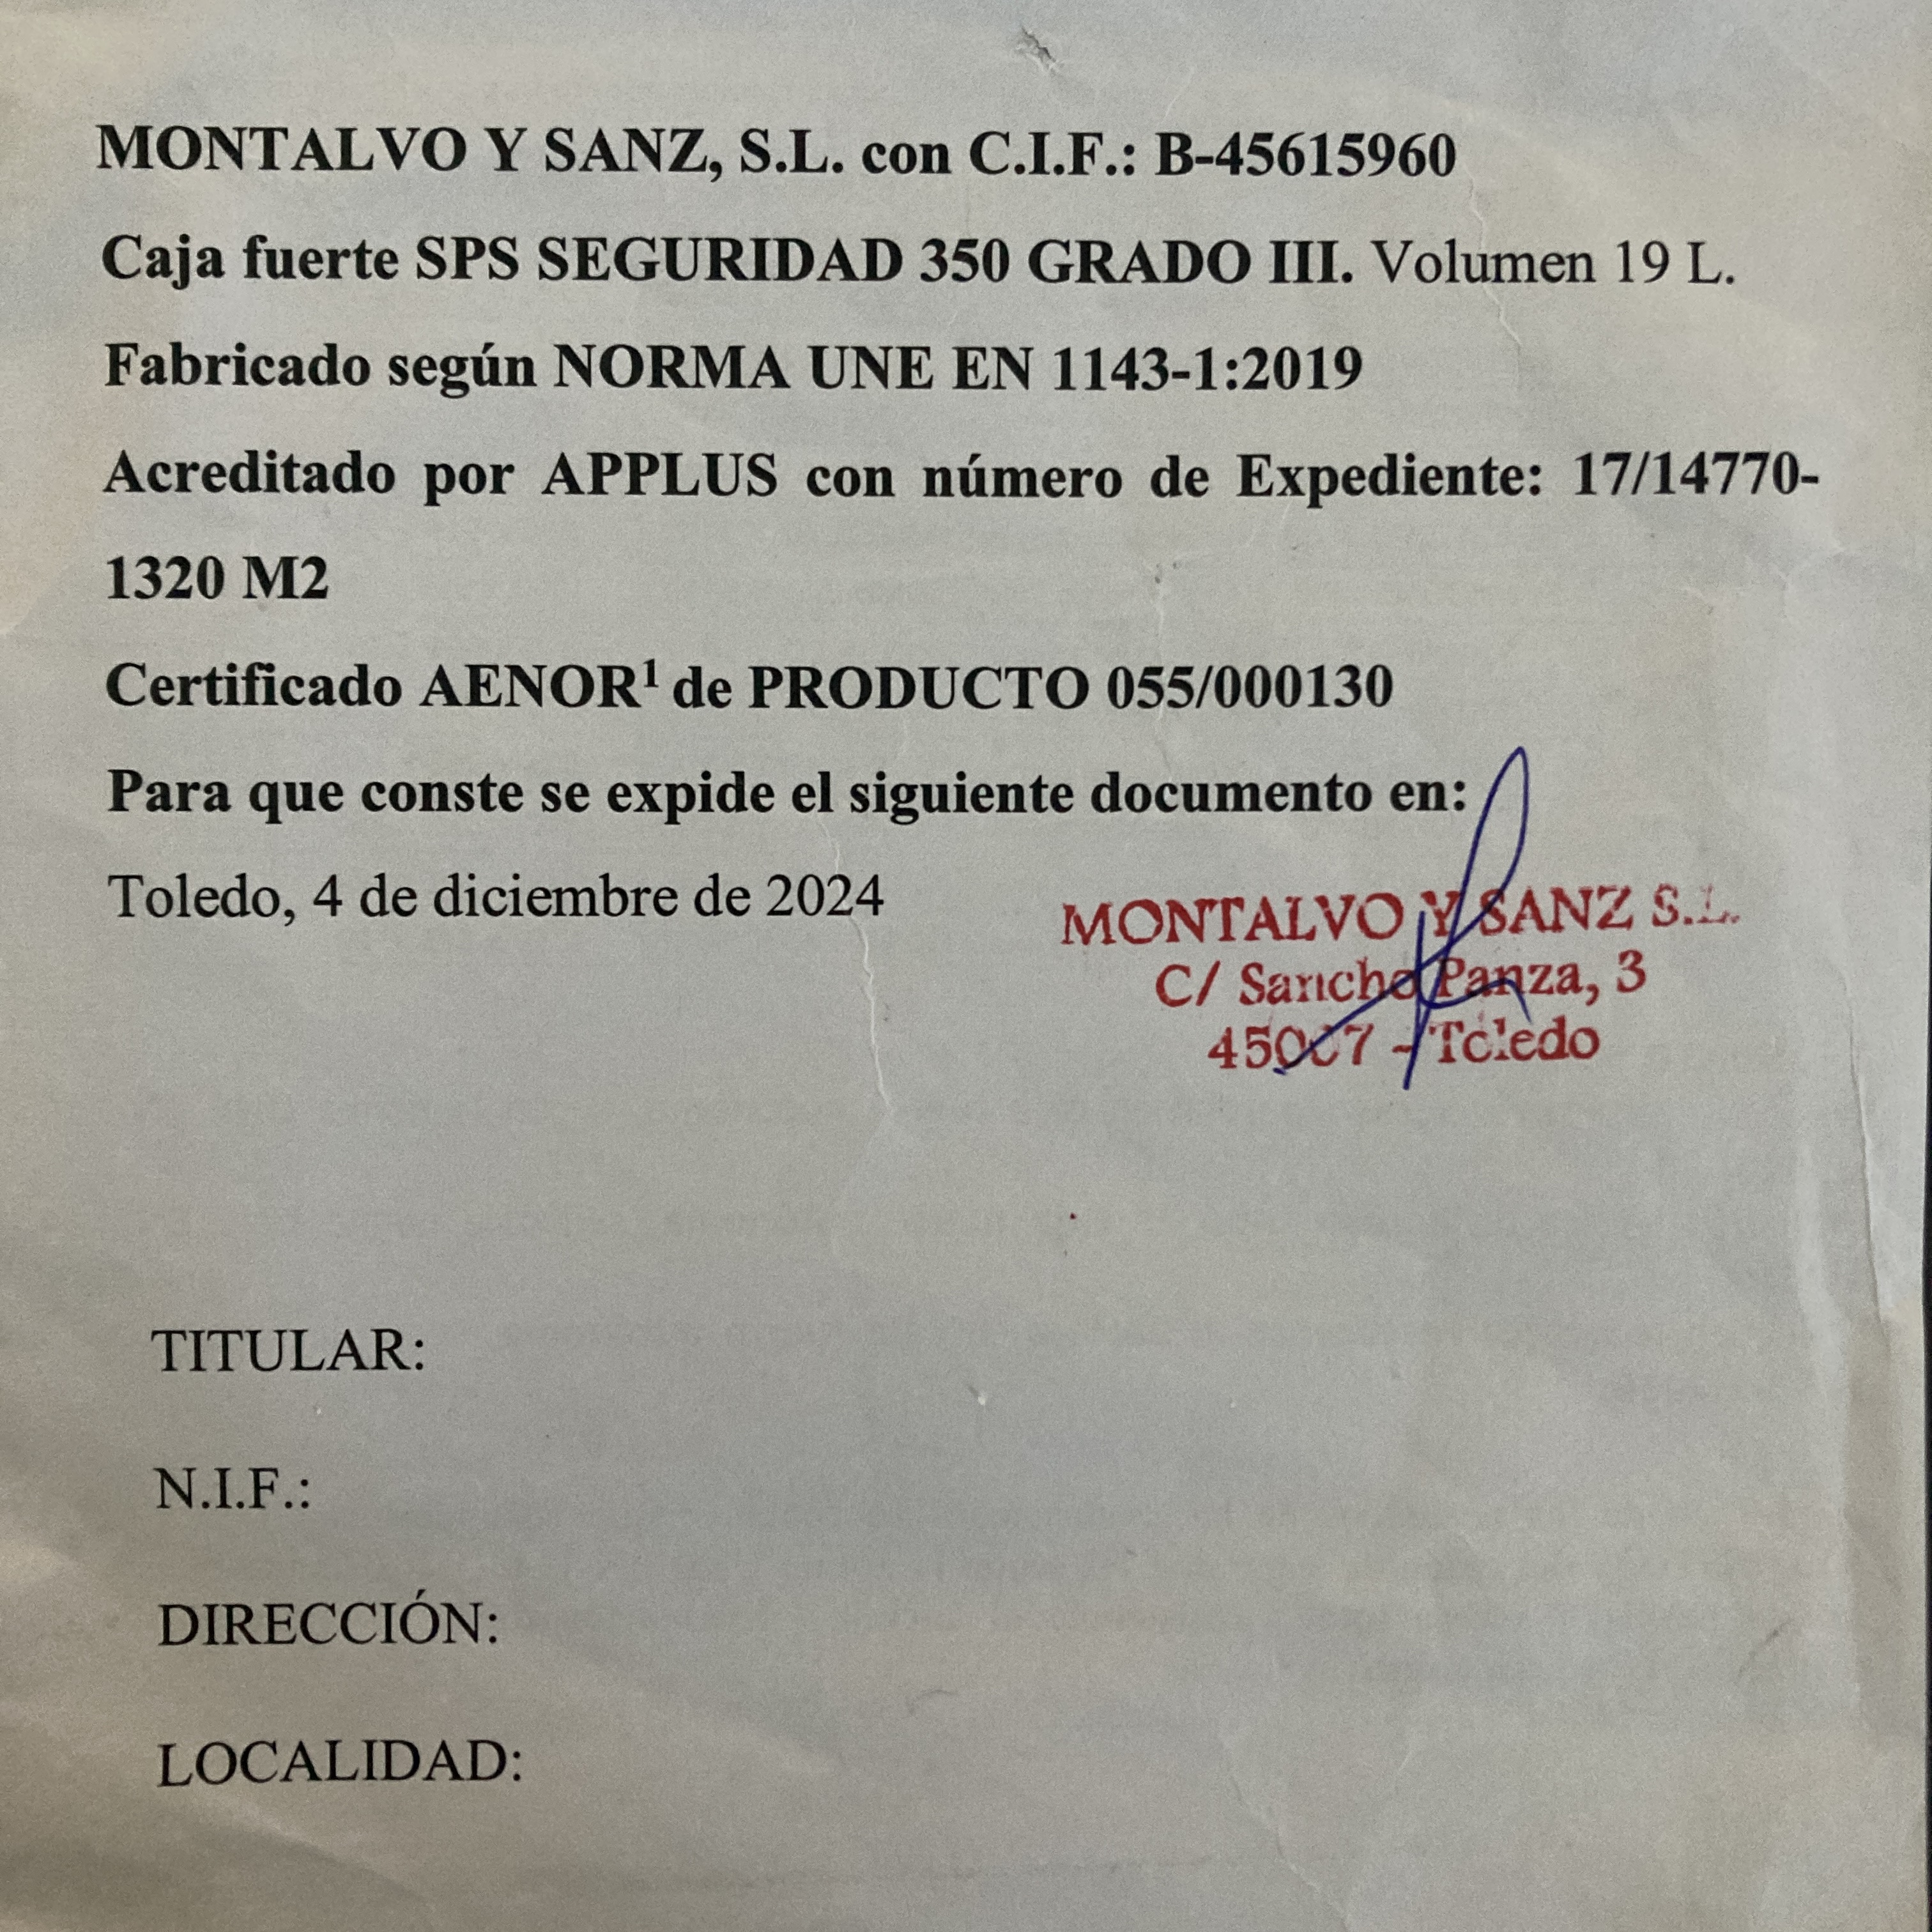 MONTALVO Y SANZ, S.L. con C.I.F.: B-45615960
Caja fuerte SPS SEGURIDAD 350 GRADO III. Volumen 19 L.
Fabricado según NORMA UNE EN 1143-1:2019
Acreditado por APPLUS con número de Expediente: 17/14770-
1320 M2
Certificado AENOR¹ de PRODUCTO 055/000130
Para que conste se expide el siguiente documento en:
Toledo, 4 de diciembre de 2024
MONTALVO Y SANZ S.L.
C/ Sancho Panza, 3
45007 - Toledo
TITULAR:
N.I.F.:
DIRECCIÓN:
LOCALIDAD: